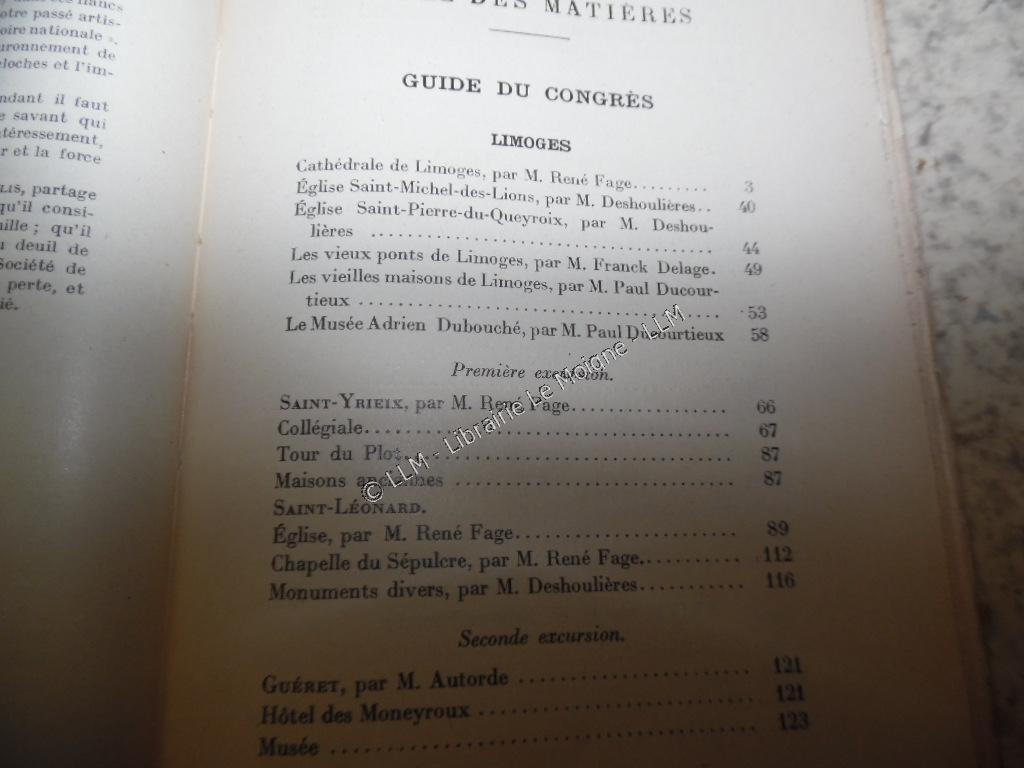 otre passé artis-
oire nationale ».
ironnement de
loches et l'im-
ndant il faut
e savant qui
téressement,
r et la force
LIS, partage
qu'il consi-
ille ; qu'il
u deuil de
Société de
perte, et
ié.
DES MATIÈRES
GUIDE DU CONGRÈS
LIMOGES
Cathédrale de Limoges, par M. René Fage......... 3
Église Saint-Michel-des-Lions, par M. Deshoulières.. 40
Église Saint-Pierre-du-Queyroix, par M. Deshou-
lières ........................................ 44
Les vieux ponts de Limoges, par M. Franck Delage. 49
Les vieilles maisons de Limoges, par M. Paul Ducour-
tieux ........................................ 53
Le Musée Adrien Dubouché, par M. Paul Ducourtieux 58
Première excursion.
SAINT-YRIEIX, par M. René Fage.................. 66
Collégiale.......................................... 67
Tour du Plot........................................ 87
Maisons anciennes ................................ 87
SAINT-LÉONARD.
Église, par M. René Fage......................... 89
Chapelle du Sépulcre, par M. René Fage........... 112
Monuments divers, par M. Deshoulières............ 116
Seconde excursion.
GUÉRET, par M. Autorde ......................... 121
Hôtel des Moneyroux ............................. 121
Musée ............................................ 123
© LLM - Librairie Le Moigne - LLM